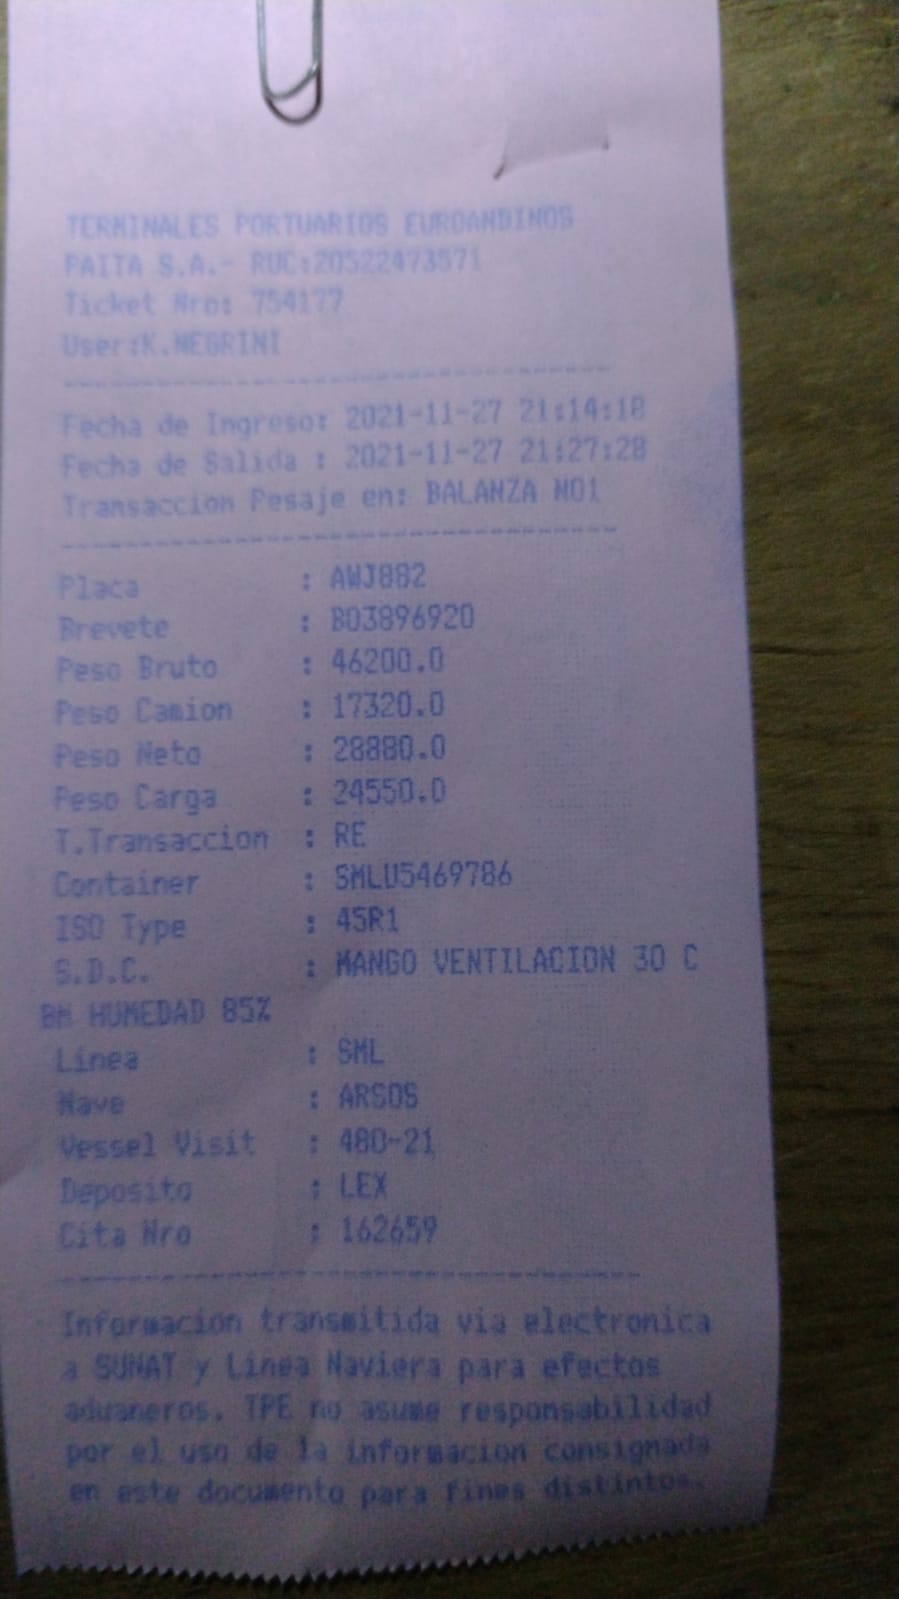 TERMINALES PORTUARIOS EUROANDINOS
PAITA S.A.- RUC:20522473571
Ticket Nro: 754177
User:K.NEGRINI
Fecha de Ingreso: 2021-11-27 21:14:18
Fecha de Salida : 2021-11-27 21:27:28
Transaccion Pesaje en: BALANZA NO1
Placa : AWJ882
Brevete : B03896920
Peso Bruto : 46200.0
Peso Camion : 17320.0
Peso Neto : 28880.0
Peso Carga : 24550.0
T.Transaccion : RE
Container : SMLU5469786
ISO Type : 45R1
S.D.C. : MANGO VENTILACION 30 C
BM HUMEDAD 85%
Linea : SML
Nave : ARSOS
Vessel Visit : 480-21
Deposito : LEX
Cita Nro : 162659
Informacion transmitida via electronica
a SUNAT y Linea Naviera para efectos
aduaneros. TPE no asume responsabilidad
por el uso de la informacion consignada
en este documento para fines distintos.